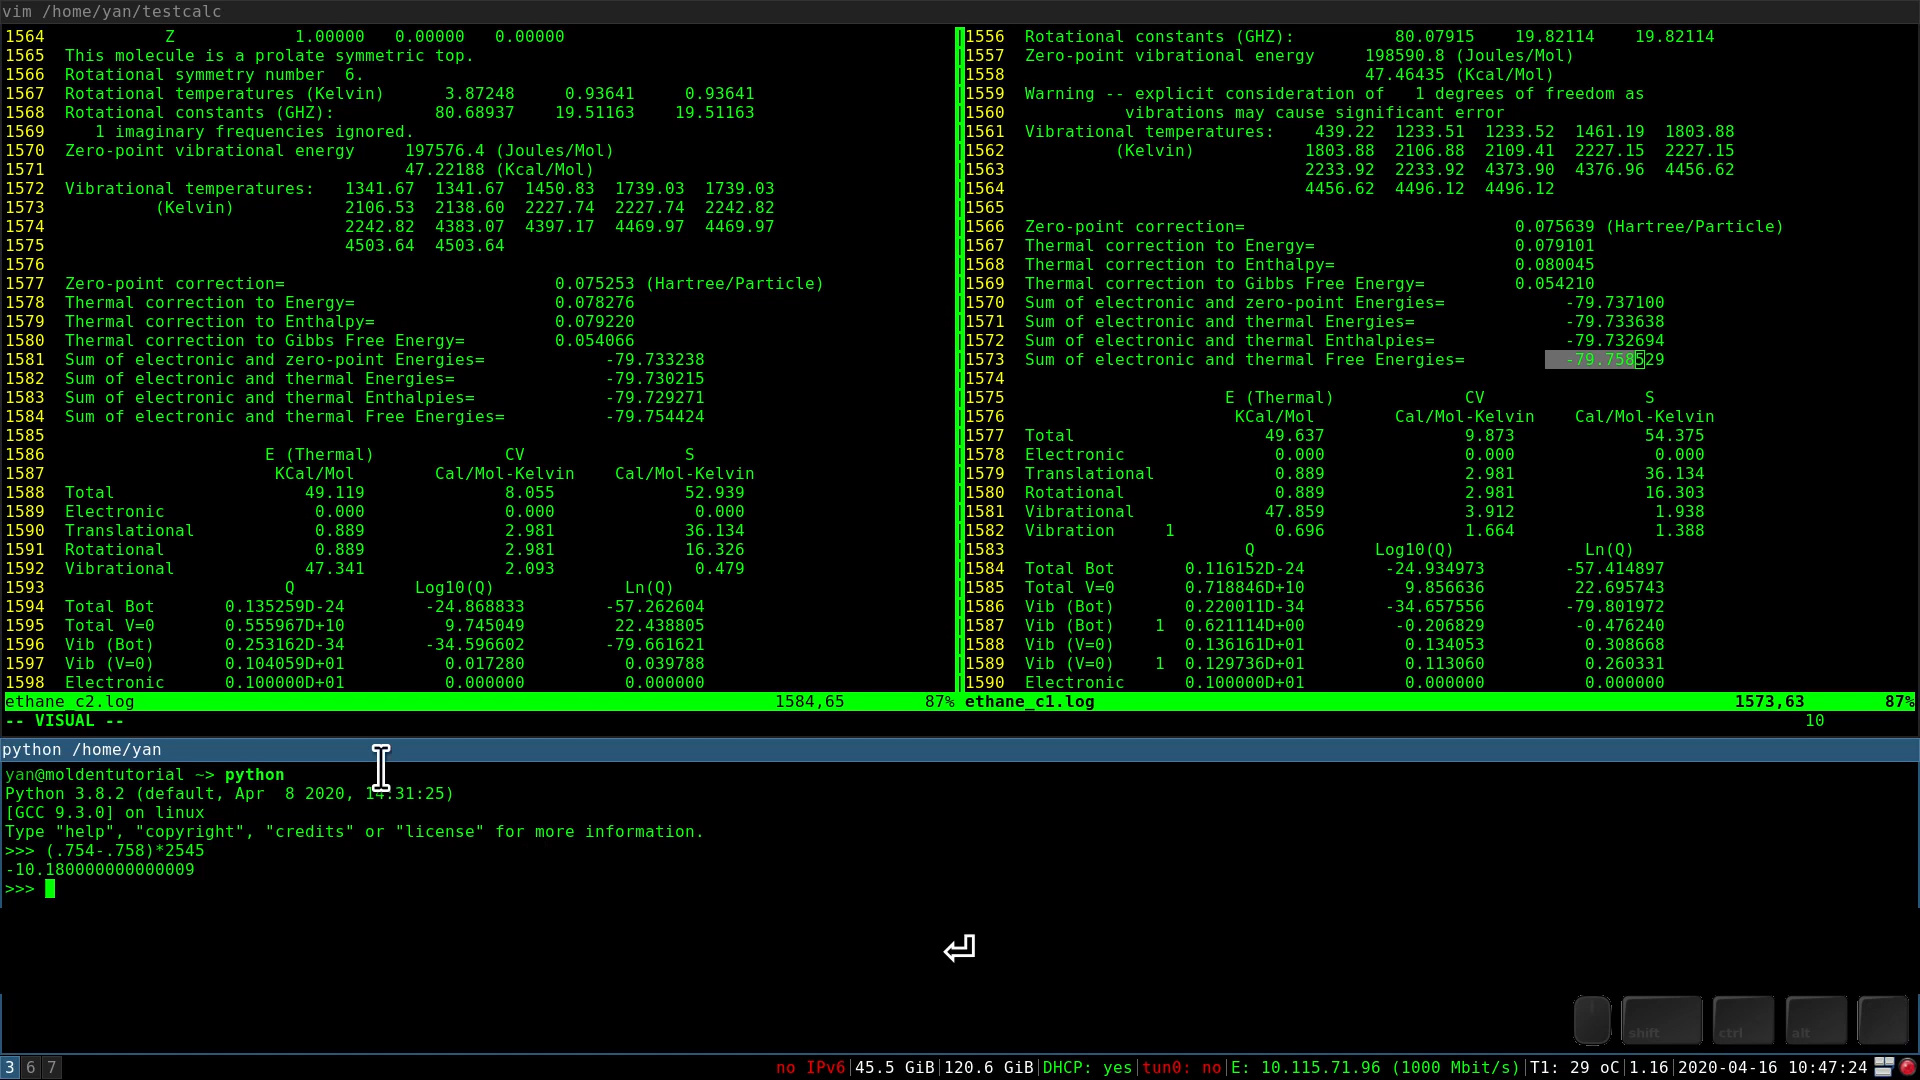 vim /home/yan/testcalc
1564 Z 1.00000 0.00000 0.00000
1565 This molecule is a prolate symmetric top.
1566 Rotational symmetry number 6.
1567 Rotational temperatures (Kelvin) 3.87248 0.93641 0.93641
1568 Rotational constants (GHZ): 80.68937 19.51163 19.51163
1569 1 imaginary frequencies ignored.
1570 Zero-point vibrational energy 197576.4 (Joules/Mol)
1571 47.22188 (Kcal/Mol)
1572 Vibrational temperatures: 1341.67 1341.67 1450.83 1739.03 1739.03
1573 (Kelvin) 2106.53 2138.60 2227.74 2227.74 2242.82
1574 2242.82 4383.07 4397.17 4469.97 4469.97
1575 4503.64 4503.64
1576
1577 Zero-point correction= 0.075253 (Hartree/Particle)
1578 Thermal correction to Energy= 0.078276
1579 Thermal correction to Enthalpy= 0.079220
1580 Thermal correction to Gibbs Free Energy= 0.054066
1581 Sum of electronic and zero-point Energies= -79.733238
1582 Sum of electronic and thermal Energies= -79.730215
1583 Sum of electronic and thermal Enthalpies= -79.729271
1584 Sum of electronic and thermal Free Energies= -79.754424
1585
1586 E (Thermal) CV S
1587 KCal/Mol Cal/Mol-Kelvin Cal/Mol-Kelvin
1588 Total 49.119 8.055 52.939
1589 Electronic 0.000 0.000 0.000
1590 Translational 0.889 2.981 36.134
1591 Rotational 0.889 2.981 16.326
1592 Vibrational 47.341 2.093 0.479
1593 Q Log10(Q) Ln(Q)
1594 Total Bot 0.135259D-24 -24.868833 -57.262604
1595 Total V=0 0.555967D+10 9.745049 22.438805
1596 Vib (Bot) 0.253162D-34 -34.596602 -79.661621
1597 Vib (V=0) 0.104059D+01 0.017280 0.039788
1598 Electronic 0.100000D+01 0.000000 0.000000
ethane_c2.log 1584,65 87%
1556 Rotational constants (GHZ): 80.07915 19.82114 19.82114
1557 Zero-point vibrational energy 198590.8 (Joules/Mol)
1558 47.46435 (Kcal/Mol)
1559 Warning -- explicit consideration of 1 degrees of freedom as
1560 vibrations may cause significant error
1561 Vibrational temperatures: 439.22 1233.51 1233.52 1461.19 1803.88
1562 (Kelvin) 1803.88 2106.88 2109.41 2227.15 2227.15
1563 2233.92 2233.92 4373.90 4376.96 4456.62
1564 4456.62 4496.12 4496.12
1565
1566 Zero-point correction= 0.075639 (Hartree/Particle)
1567 Thermal correction to Energy= 0.079101
1568 Thermal correction to Enthalpy= 0.080045
1569 Thermal correction to Gibbs Free Energy= 0.054210
1570 Sum of electronic and zero-point Energies= -79.737100
1571 Sum of electronic and thermal Energies= -79.733638
1572 Sum of electronic and thermal Enthalpies= -79.732694
1573 Sum of electronic and thermal Free Energies= -79.758529
1574
1575 E (Thermal) CV S
1576 KCal/Mol Cal/Mol-Kelvin Cal/Mol-Kelvin
1577 Total 49.637 9.873 54.375
1578 Electronic 0.000 0.000 0.000
1579 Translational 0.889 2.981 36.134
1580 Rotational 0.889 2.981 16.303
1581 Vibrational 47.859 3.912 1.938
1582 Vibration 1 0.696 1.664 1.388
1583 Q Log10(Q) Ln(Q)
1584 Total Bot 0.116152D-24 -24.934973 -57.414897
1585 Total V=0 0.718846D+10 9.856636 22.695743
1586 Vib (Bot) 0.220011D-34 -34.657556 -79.801972
1587 Vib (Bot) 1 0.621114D+00 -0.206829 -0.476240
1588 Vib (V=0) 0.136161D+01 0.134053 0.308668
1589 Vib (V=0) 1 0.129736D+01 0.113060 0.260331
1590 Electronic 0.100000D+01 0.000000 0.000000
ethane_c1.log 1573,63 87%
-- VISUAL -- 10
python /home/yan
yan@moldentutorial ~> python
Python 3.8.2 (default, Apr 8 2020, 14:31:25)
[GCC 9.3.0] on linux
Type "help", "copyright", "credits" or "license" for more information.
>>> (.754-.758)*2545
-10.180000000000009
>>>
shift ctrl alt
3 6 7 no IPv6|45.5 GiB|120.6 GiB|DHCP: yes|tun0: no|E: 10.115.71.96 (1000 Mbit/s)|T1: 29 oC|1.16|2020-04-16 10:47:24